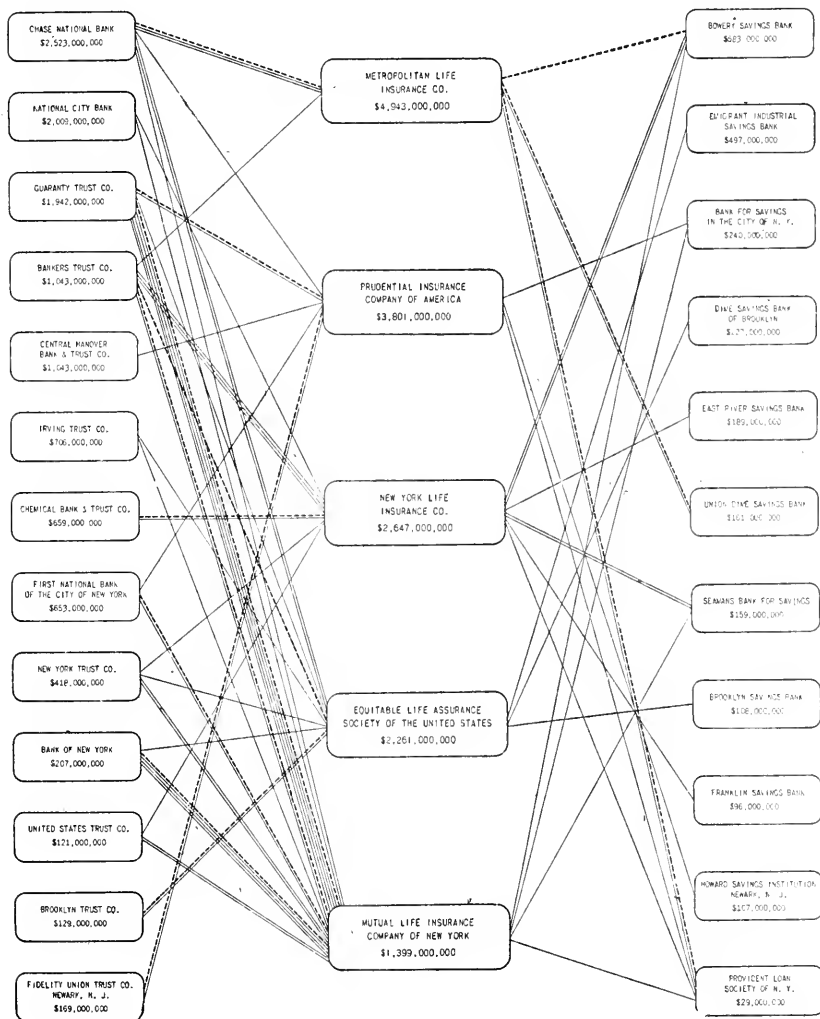 CHASE NATIONAL BANK
$2,523,000,000
NATIONAL CITY BANK
$2,009,000,000
GUARANTY TRUST CO.
$1,942,000,000
BANKERS TRUST CO.
$1,043,000,000
CENTRAL HANOVER
BANK & TRUST CO.
$1,043,000,000
IRVING TRUST CO.
$706,000,000
CHEMICAL BANK & TRUST CO.
$659,000,000
FIRST NATIONAL BANK
OF THE CITY OF NEW YORK
$653,000,000
NEW YORK TRUST CO.
$418,000,000
BANK OF NEW YORK
$207,000,000
UNITED STATES TRUST CO.
$121,000,000
BROOKLYN TRUST CO.
$129,000,000
FIDELITY UNION TRUST CO.
NEWARK, N. J.
$169,000,000
METROPOLITAN LIFE
INSURANCE CO.
$4,943,000,000
PRUDENTIAL INSURANCE
COMPANY OF AMERICA
$3,801,000,000
NEW YORK LIFE
INSURANCE CO.
$2,647,000,000
EQUITABLE LIFE ASSURANCE
SOCIETY OF THE UNITED STATES
$2,261,000,000
MUTUAL LIFE INSURANCE
COMPANY OF NEW YORK
$1,399,000,000
BOWERY SAVINGS BANK
EMIGRANT INDUSTRIAL
SAVINGS BANK
$497,000,000
BANK FOR SAVINGS
IN THE CITY OF N. Y.
DIME SAVINGS BANK
OF BROOKLYN
EAST RIVER SAVINGS BANK
$189,000,000
UNION DIME SAVINGS BANK
SEAMANS BANK FOR SAVINGS
$159,000,000
BROOKLYN SAVINGS BANK
FRANKLIN SAVINGS BANK
$96,000,000
HOWARD SAVINGS INSTITUTION
NEWARK, N. J.
PROVIDENT LOAN
SOCIETY OF N. Y.
$29,000,000